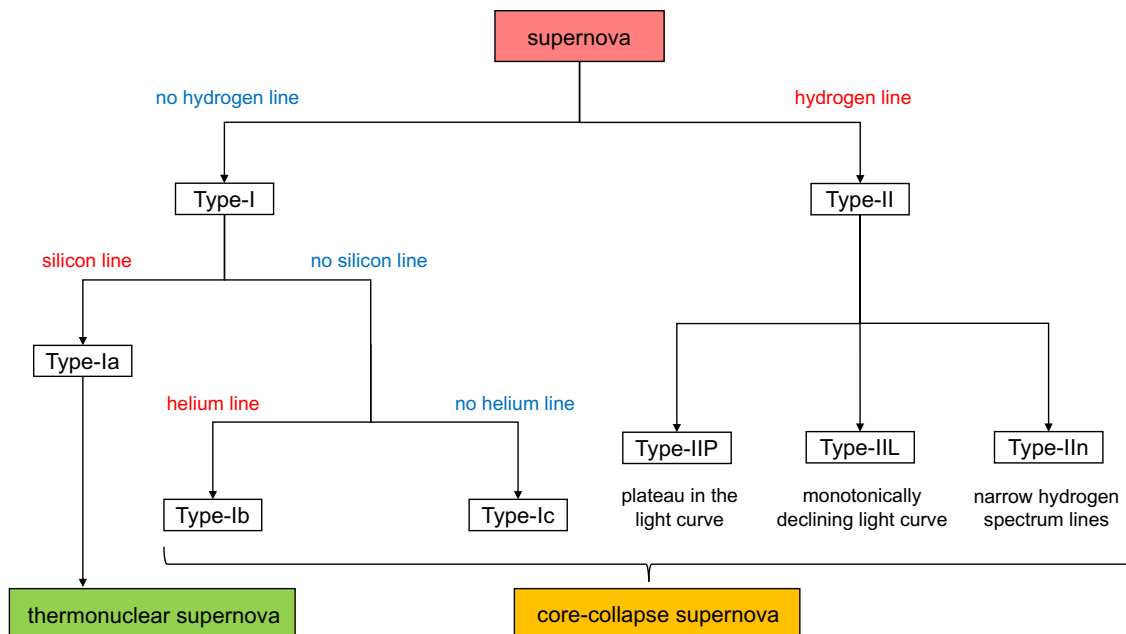 supernova
no hydrogen line
hydrogen line
Type-I
Type-II
silicon line
no silicon line
Type-Ia
helium line
no helium line
Type-IIP
Type-IIL
Type-IIn
plateau in the
light curve
monotonically
declining light curve
narrow hydrogen
spectrum lines
Type-Ib
Type-Ic
thermonuclear supernova
core-collapse supernova